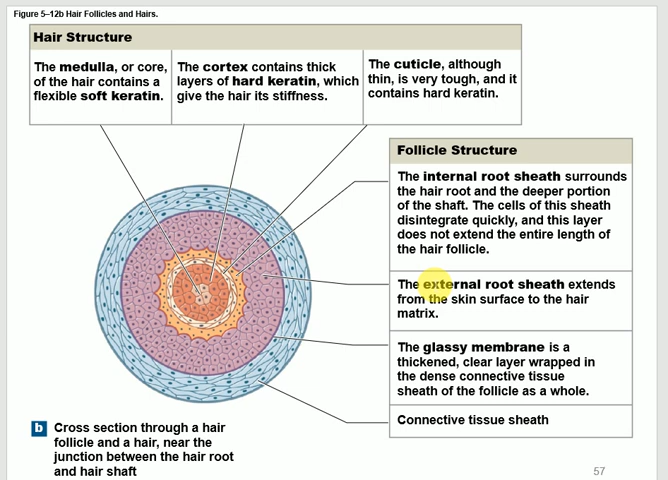 Figure 5–12b Hair Follicles and Hairs.
Hair Structure
The medulla, or core,
of the hair contains a
flexible soft keratin.
The cortex contains thick
layers of hard keratin, which
give the hair its stiffness.
The cuticle, although
thin, is very tough, and it
contains hard keratin.
Follicle Structure
The internal root sheath surrounds
the hair root and the deeper portion
of the shaft. The cells of this sheath
disintegrate quickly, and this layer
does not extend the entire length of
the hair follicle.
The external root sheath extends
from the skin surface to the hair
matrix.
The glassy membrane is a
thickened, clear layer wrapped in
the dense connective tissue
sheath of the follicle as a whole.
Connective tissue sheath
b Cross section through a hair
follicle and a hair, near the
junction between the hair root
and hair shaft
57